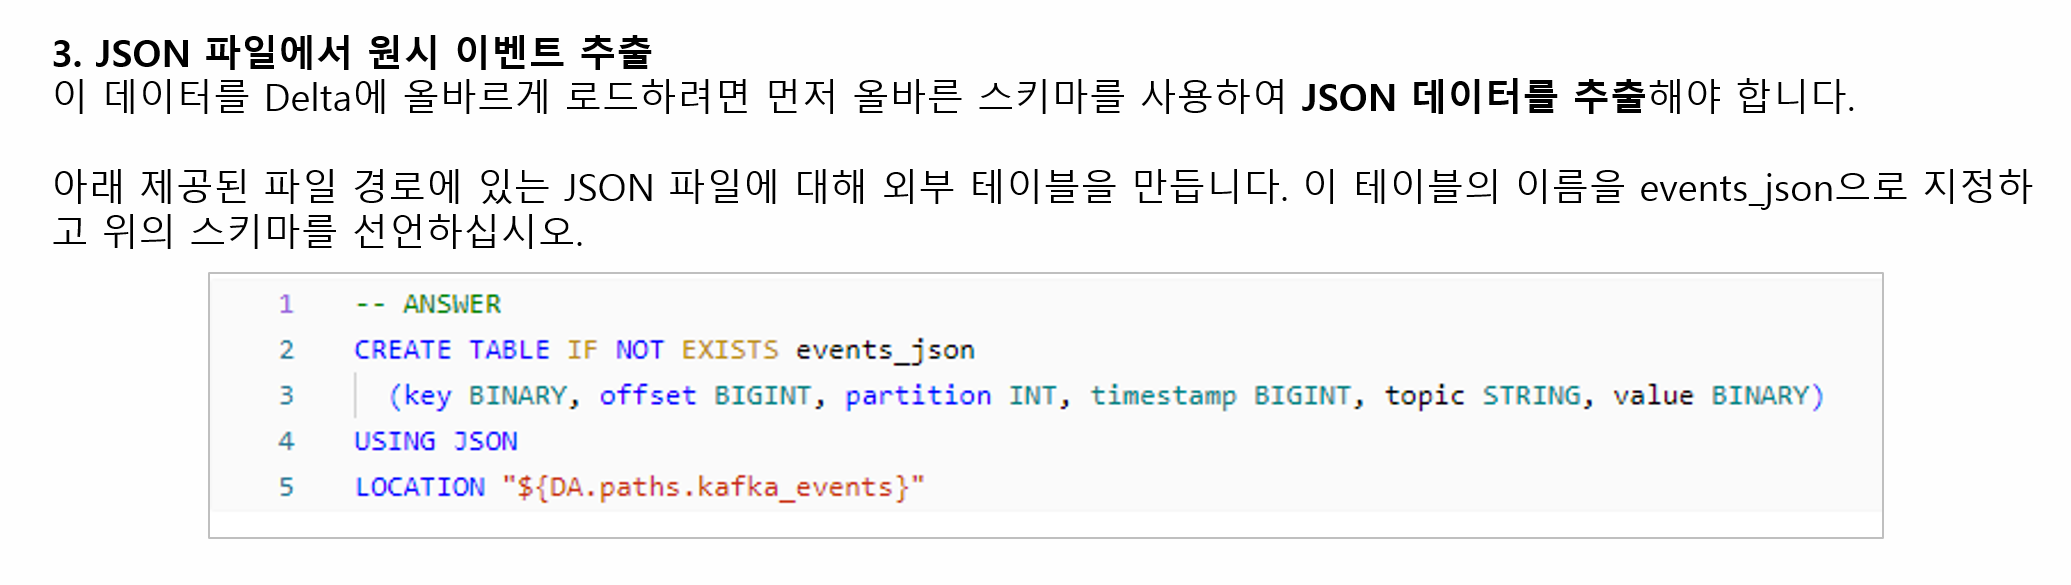 3. JSON 파일에서 원시 이벤트 추출
이 데이터를 Delta에 올바르게 로드하려면 먼저 올바른 스키마를 사용하여 JSON 데이터를 추출해야 합니다.
아래 제공된 파일 경로에 있는 JSON 파일에 대해 외부 테이블을 만듭니다. 이 테이블의 이름을 events_json으로 지정하
고 위의 스키마를 선언하십시오.
1 -- ANSWER
2 CREATE TABLE IF NOT EXISTS events_json
3 (key BINARY, offset BIGINT, partition INT, timestamp BIGINT, topic STRING, value BINARY)
4 USING JSON
5 LOCATION "${DA.paths.kafka_events}"